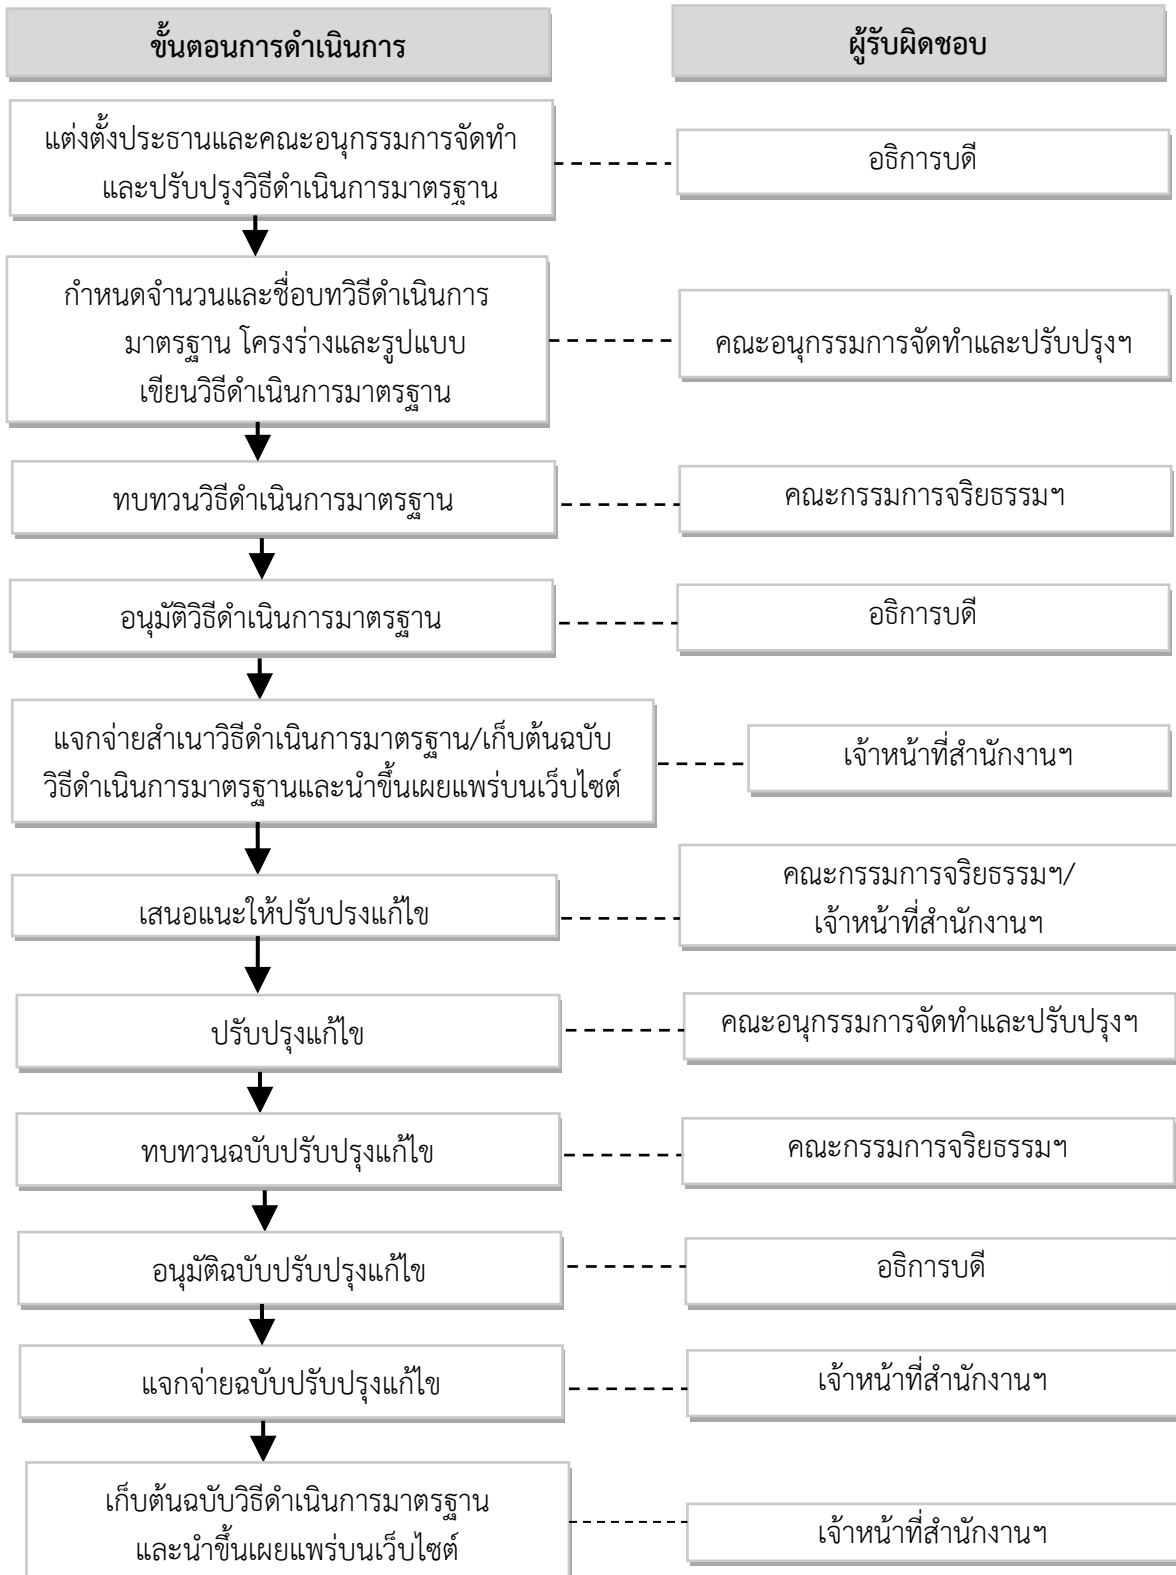 ขั้นตอนการดำเนินการ
ผู้รับผิดชอบ
แต่งตั้งประธานและคณะอนุกรรมการจัดทำ
และปรับปรุงวิธีดำเนินการมาตรฐาน
อธิการบดี
กำหนดจำนวนและชื่อบทวิธีดำเนินการ
มาตรฐาน โครงร่างและรูปแบบ
เขียนวิธีดำเนินการมาตรฐาน
คณะอนุกรรมการจัดทำและปรับปรุงฯ
ทบทวนวิธีดำเนินการมาตรฐาน
คณะกรรมการจริยธรรมฯ
อนุมัติวิธีดำเนินการมาตรฐาน
อธิการบดี
แจกจ่ายสำเนาวิธีดำเนินการมาตรฐาน/เก็บต้นฉบับ
วิธีดำเนินการมาตรฐานและนำขึ้นเผยแพร่บนเว็บไซต์
เจ้าหน้าที่สำนักงานฯ
เสนอแนะให้ปรับปรงแก้ไข
คณะกรรมการจริยธรรมฯ/
เจ้าหน้าที่สำนักงานฯ
ปรับปรุงแก้ไข
คณะอนุกรรมการจัดทำและปรับปรุงฯ
ทบทวนฉบับปรับปรุงแก้ไข
คณะกรรมการจริยธรรมฯ
อนุมัติฉบับปรับปรุงแก้ไข
อธิการบดี
แจกจ่ายฉบับปรับปรุงแก้ไข
เจ้าหน้าที่สำนักงานฯ
เก็บต้นฉบับวิธีดำเนินการมาตรฐาน
และนำขึ้นเผยแพร่บนเว็บไซต์
เจ้าหน้าที่สำนักงานฯ